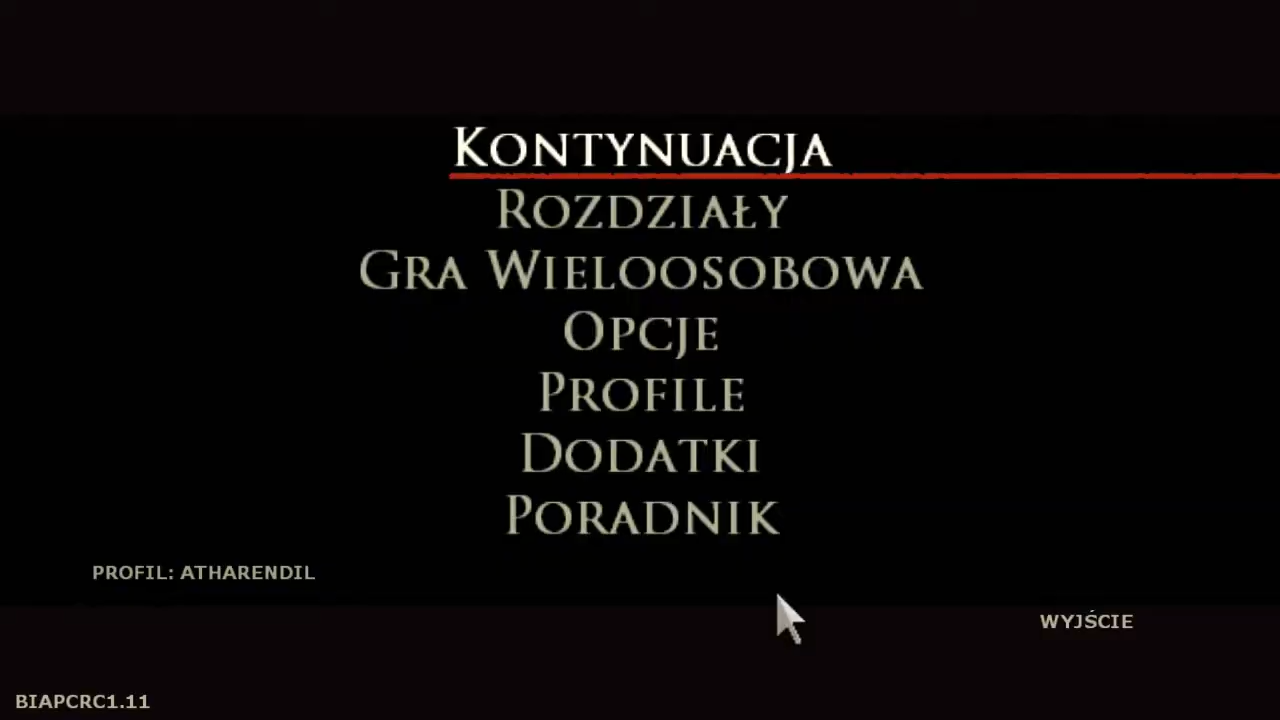 Kontynuacja
Rozdziały
Gra Wieloosobowa
Opcje
Profile
Dodatki
Poradnik
PROFIL: ATHARENDIL
WYJŚCIE
BIAPCRC1.11